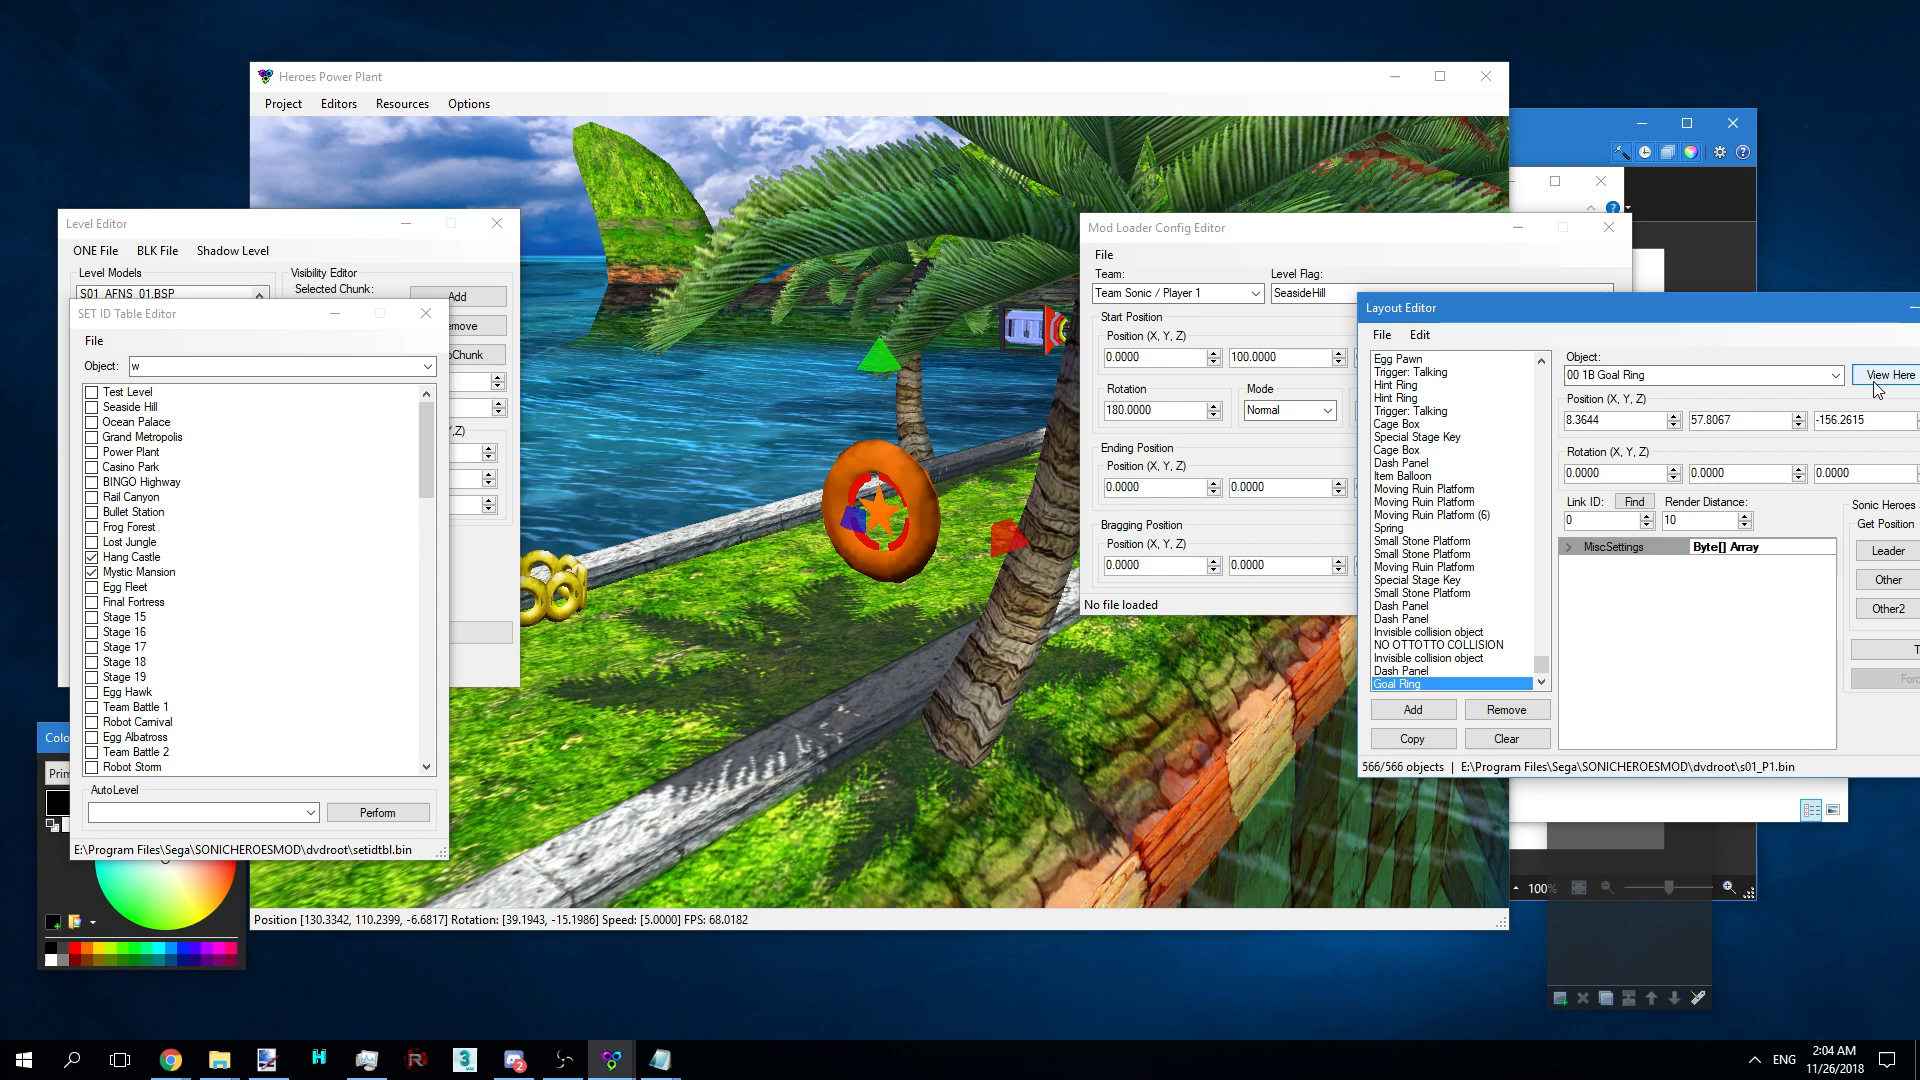 Heroes Power Plant
Project Editors Resources Options
Level Editor
ONE File BLK File Shadow Level
Level Models
S01_AFNS_01.BSP
Visibility Editor
Selected Chunk:
Add
SET ID Table Editor
File
Object: w
Test Level
Seaside Hill
Ocean Palace
Grand Metropolis
Power Plant
Casino Park
BINGO Highway
Rail Canyon
Bullet Station
Frog Forest
Lost Jungle
Hang Castle
Mystic Mansion
Egg Fleet
Final Fortress
Stage 15
Stage 16
Stage 17
Stage 18
Stage 19
Egg Hawk
Team Battle 1
Robot Carnival
Egg Albatross
Team Battle 2
Robot Storm
AutoLevel
Perform
E:\Program Files\Sega\SONICHEROESMOD\dvdroot\setidtbl.bin
emove
Chunk
,Z)
Colo
Prim
Mod Loader Config Editor
File
Team: Level Flag:
Team Sonic / Player 1 SeasideHill
Start Position
Position (X, Y, Z)
0.0000 100.0000
Rotation Mode
180.0000 Normal
Ending Position
Position (X, Y, Z)
0.0000 0.0000
Bragging Position
Position (X, Y, Z)
0.0000 0.0000
No file loaded
Layout Editor
File Edit
Egg Pawn
Trigger: Talking
Hint Ring
Hint Ring
Trigger: Talking
Cage Box
Special Stage Key
Cage Box
Dash Panel
Item Balloon
Moving Ruin Platform
Moving Ruin Platform
Moving Ruin Platform (6)
Spring
Small Stone Platform
Small Stone Platform
Moving Ruin Platform
Special Stage Key
Small Stone Platform
Dash Panel
Dash Panel
Invisible collision object
NO OTTOTTO COLLISION
Invisible collision object
Dash Panel
Goal Ring
Add Remove
Copy Clear
Object:
00 1B Goal Ring View Here
Position (X, Y, Z)
8.3644 57.8067 -156.2615
Rotation (X, Y, Z)
0.0000 0.0000 0.0000
Link ID: Find Render Distance:
0 10
MiscSettings Byte[] Array
Sonic Heroes
Get Position
Leader
Other
Other2
T
Forc
566/566 objects | E:\Program Files\Sega\SONICHEROESMOD\dvdroot\s01_P1.bin
100%
Position [130.3342, 110.2399, -6.6817] Rotation: [39.1943, -15.1986] Speed: [5.0000] FPS: 68.0182
H
R
3
2
ENG
2:04 AM
11/26/2018